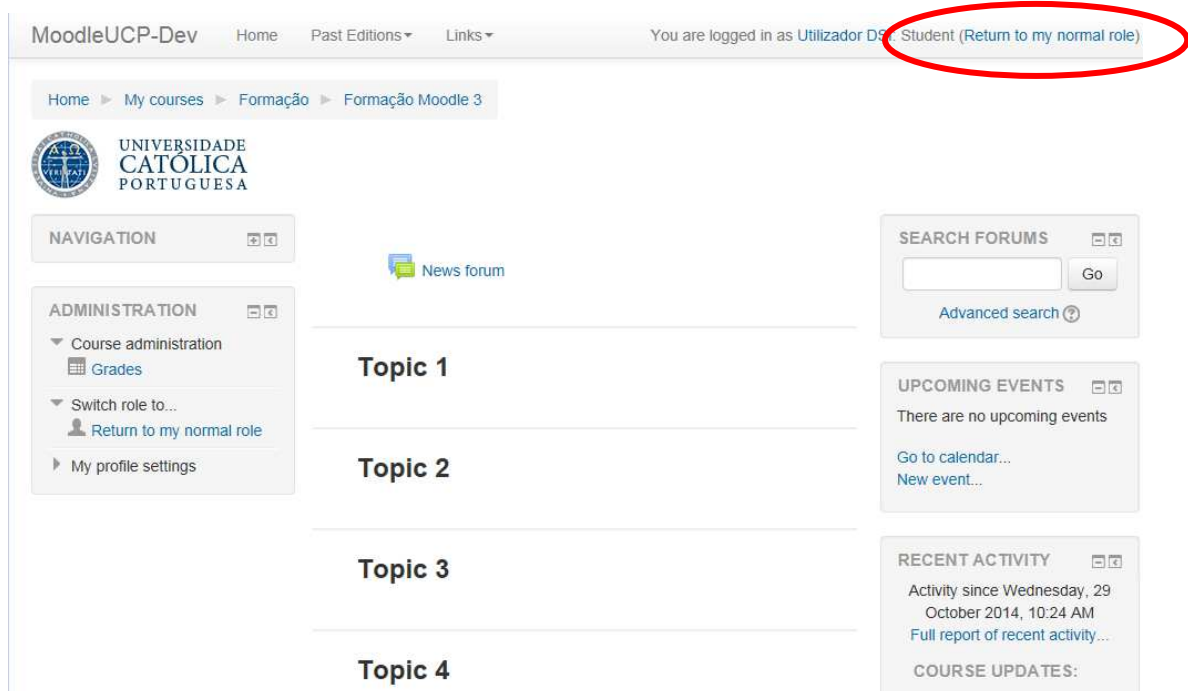 MoodleUCP-Dev Home Past Editions Links You are logged in as Utilizador DSI: Student (Return to my normal role)
Home My courses Formação Formação Moodle 3
UNIVERSIDADE
CATÓLICA
PORTUGUESA
NAVIGATION
ADMINISTRATION
Course administration
Grades
Switch role to...
Return to my normal role
My profile settings
News forum
Topic 1
Topic 2
Topic 3
Topic 4
SEARCH FORUMS
Go
Advanced search
UPCOMING EVENTS
There are no upcoming events
Go to calendar...
New event...
RECENT ACTIVITY
Activity since Wednesday, 29
October 2014, 10:24 AM
Full report of recent activity...
COURSE UPDATES: